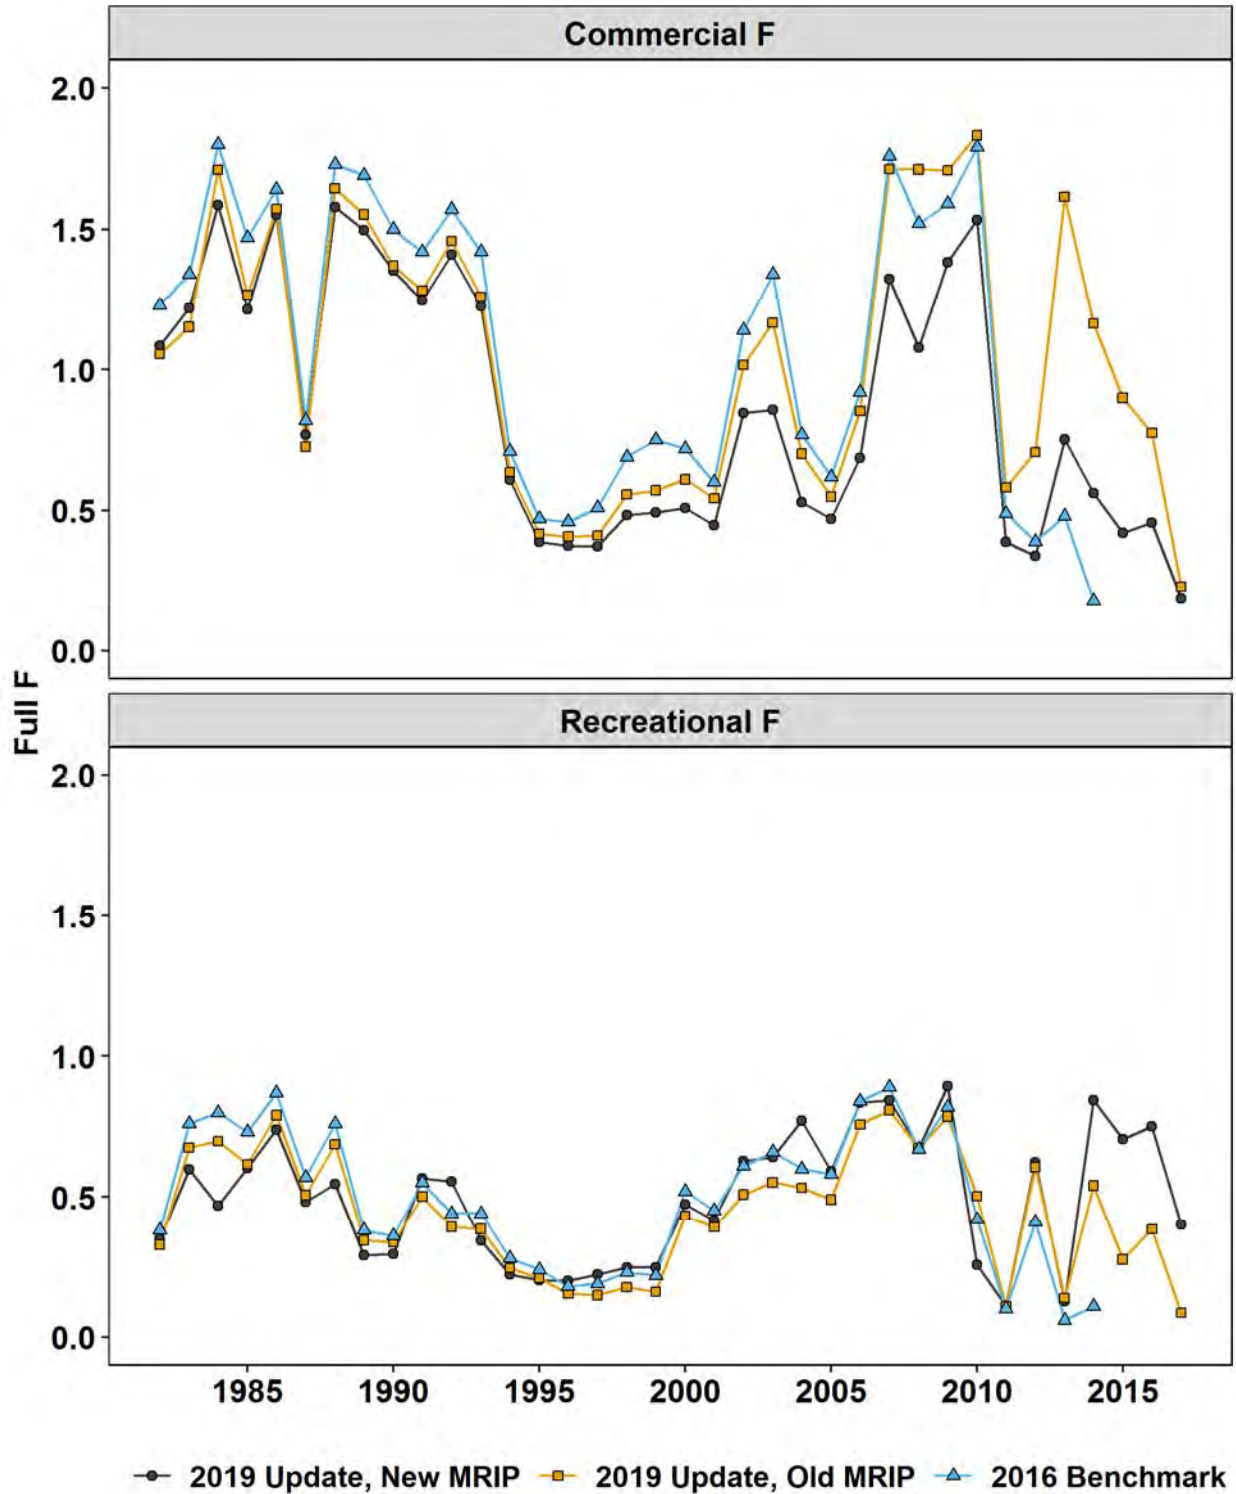 Commercial F
2.0
1.5
1.0
0.5
0.0
Full F
Recreational F
2.0
1.5
1.0
0.5
0.0
1985 1990 1995 2000 2005 2010 2015
2019 Update, New MRIP 2019 Update, Old MRIP 2016 Benchmark